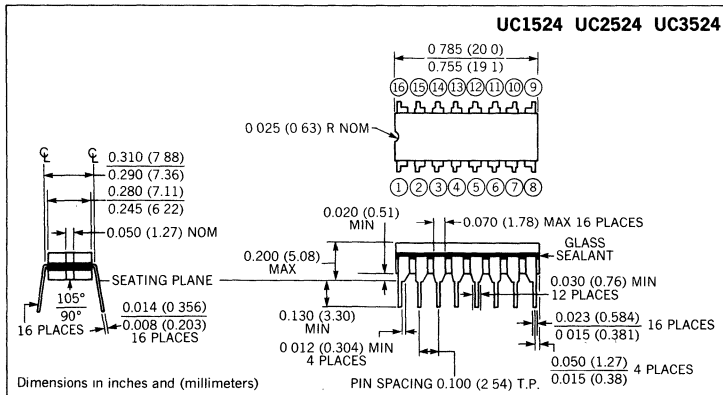 UC1524 UC2524 UC3524
0 785 (20 0)
0.755 (19 1)
16 15 14 13 12 11 10 9
0 025 (0 63) R NOM
1 2 3 4 5 6 7 8
℄ ℄
0.310 (7 88)
0.290 (7.36)
0.280 (7.11)
0.245 (6 22)
0.050 (1.27) NOM
SEATING PLANE
105°
90°
16 PLACES
0.014 (0 356)
0.008 (0.203)
16 PLACES
0.020 (0.51)
MIN
0.070 (1.78) MAX 16 PLACES
0.200 (5.08)
MAX
GLASS
SEALANT
0.030 (0.76) MIN
12 PLACES
0.130 (3.30)
MIN
0 012 (0.304) MIN
4 PLACES
0.023 (0.584)
0 015 (0.381)
16 PLACES
0.050 (1.27)
0.015 (0.38)
4 PLACES
PIN SPACING 0.100 (2 54) T.P.
Dimensions in inches and (millimeters)